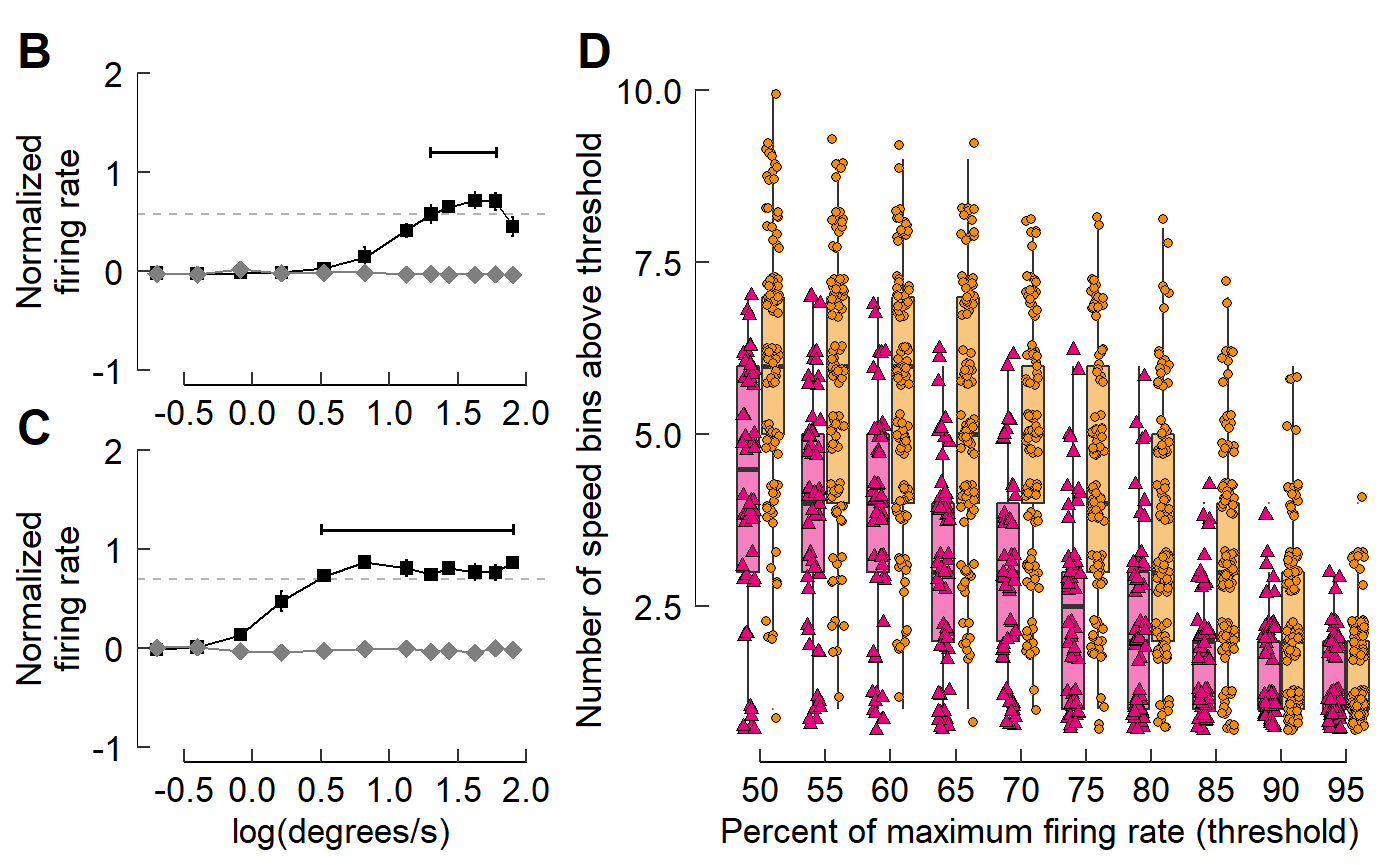 B
2
1
0
-1
Normalized
firing rate
-0.5 0.0 0.5 1.0 1.5 2.0
C
2
1
0
-1
Normalized
firing rate
-0.5 0.0 0.5 1.0 1.5 2.0
log(degrees/s)
D
10.0
7.5
5.0
2.5
Number of speed bins above threshold
50 55 60 65 70 75 80 85 90 95
Percent of maximum firing rate (threshold)